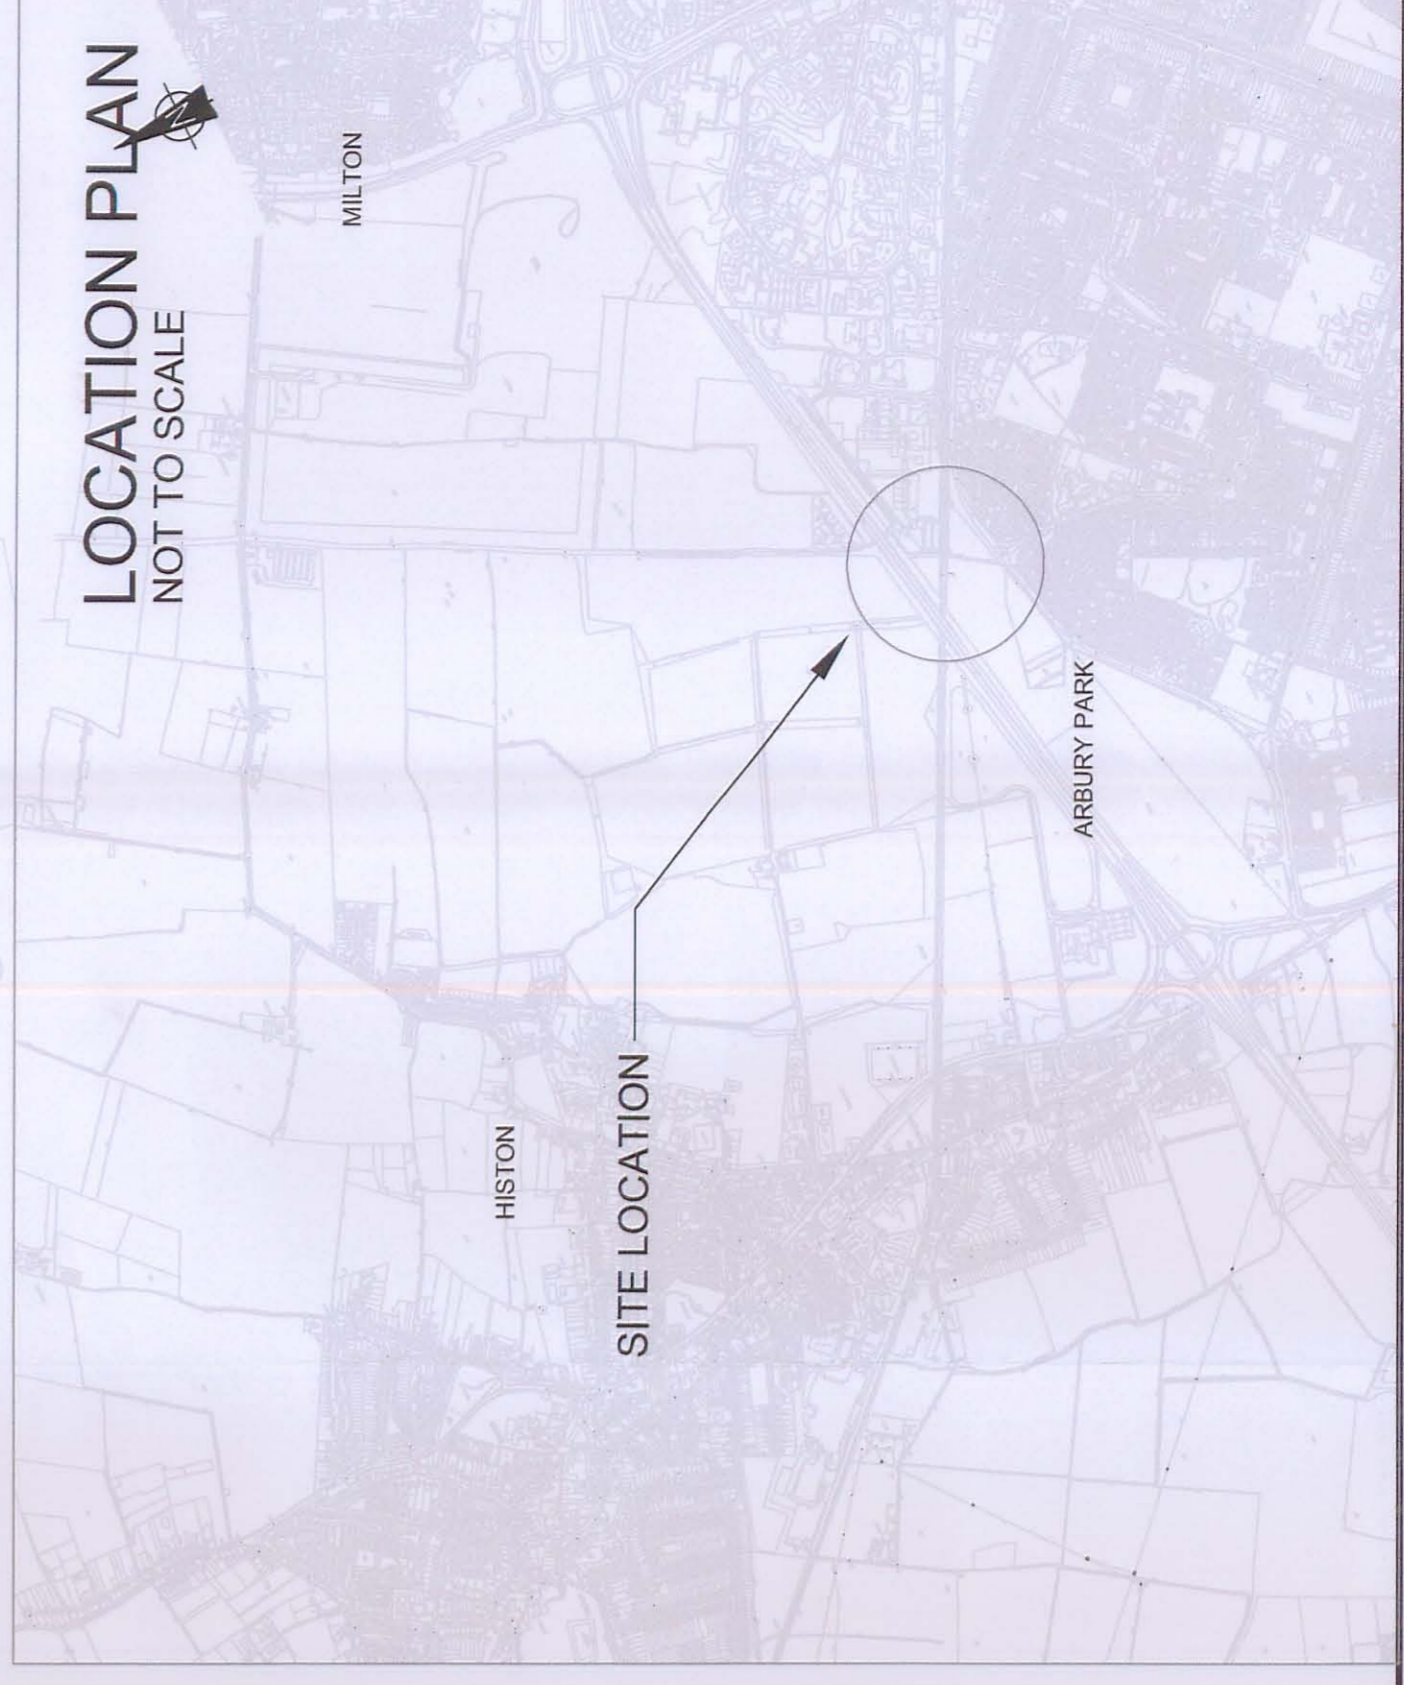 LOCATION PLAN
NOT TO SCALE
N
MILTON
HISTON
SITE LOCATION
ARBURY PARK